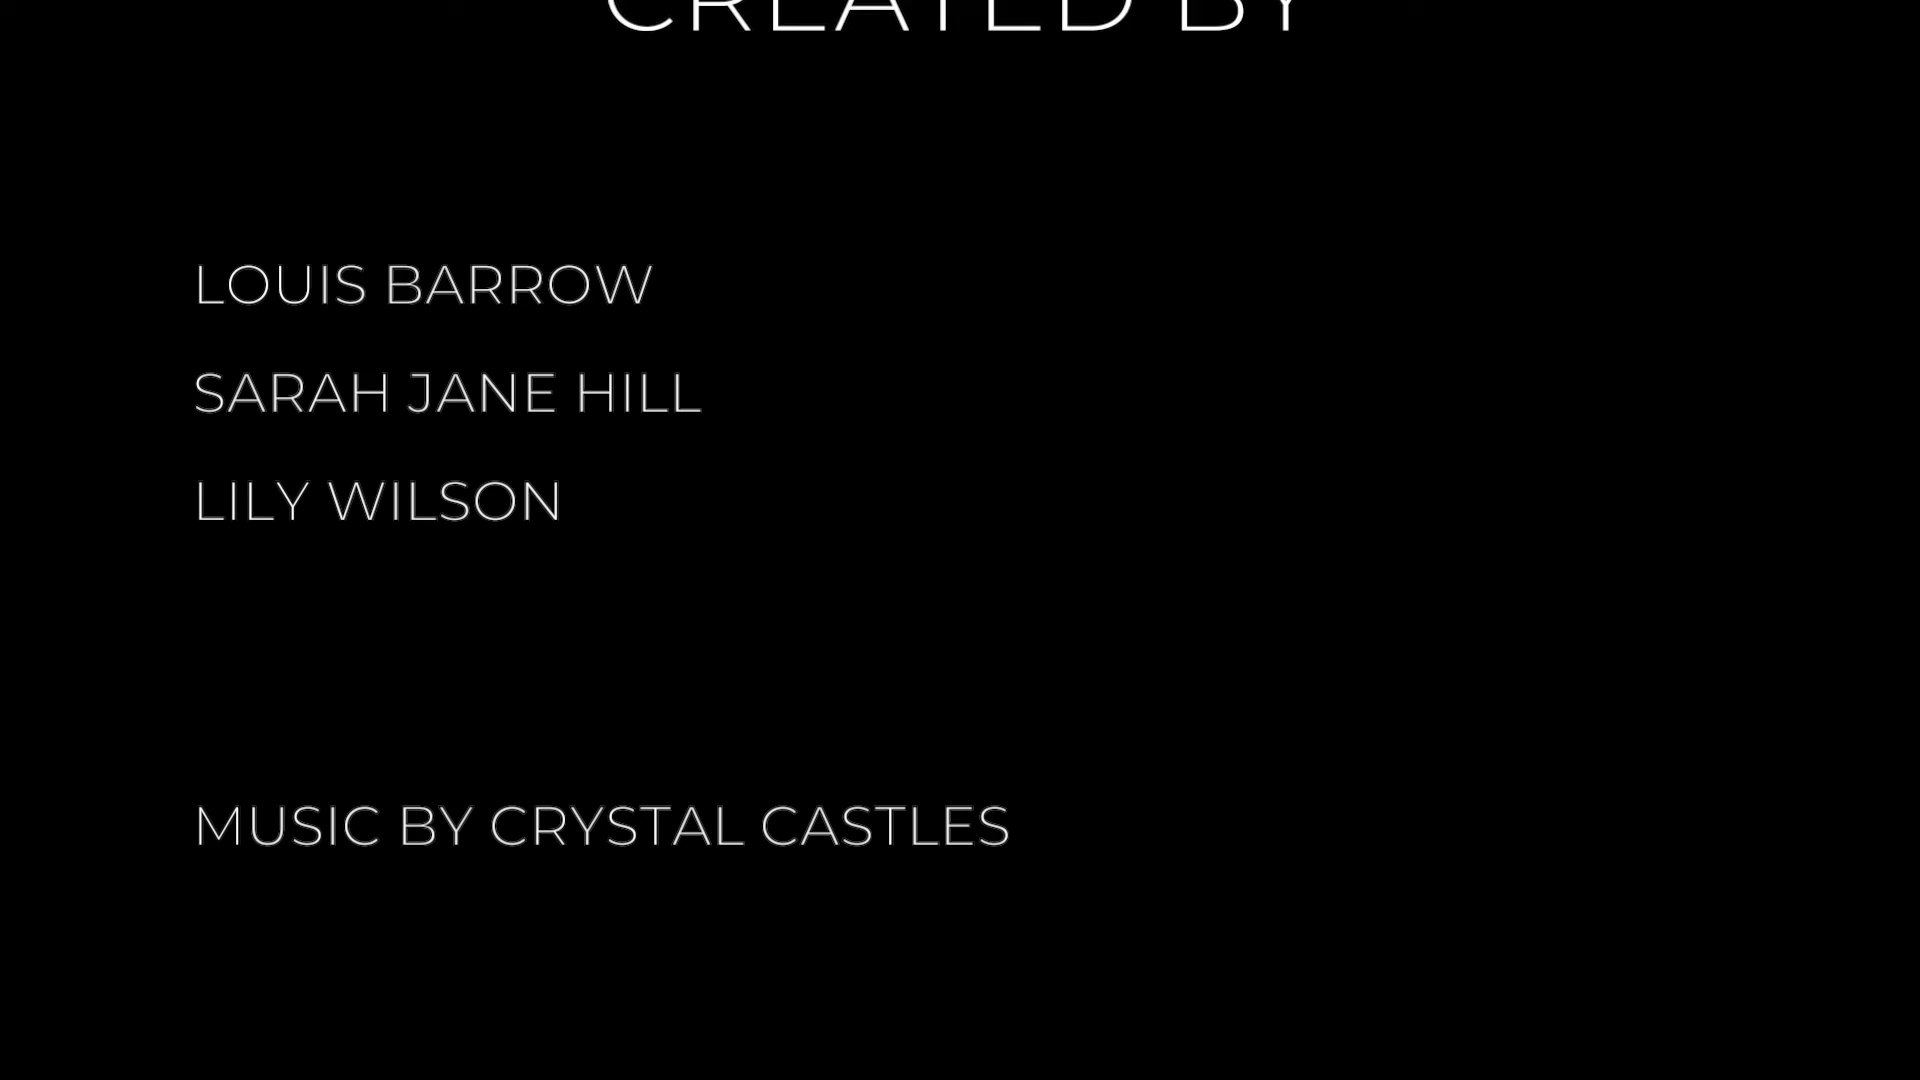 CREATED BY
LOUIS BARROW
SARAH JANE HILL
LILY WILSON
MUSIC BY CRYSTAL CASTLES